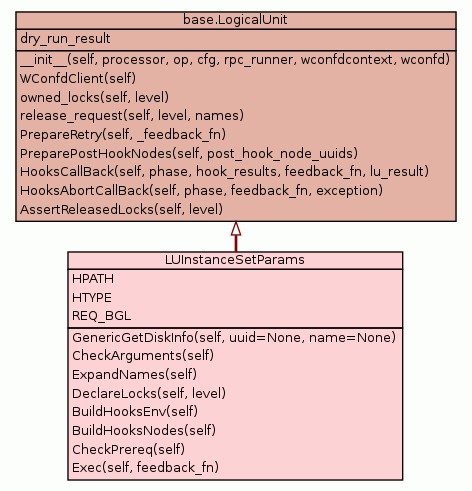 base.LogicalUnit
dry_run_result
__init__(self, processor, op, cfg, rpc_runner, wconfdcontext, wconfd)
WConfdClient(self)
owned_locks(self, level)
release_request(self, level, names)
PrepareRetry(self, _feedback_fn)
PreparePostHookNodes(self, post_hook_node_uuids)
HooksCallBack(self, phase, hook_results, feedback_fn, lu_result)
HooksAbortCallBack(self, phase, feedback_fn, exception)
AssertReleasedLocks(self, level)
LUInstanceSetParams
HPATH
HTYPE
REQ_BGL
GenericGetDiskInfo(self, uuid=None, name=None)
CheckArguments(self)
ExpandNames(self)
DeclareLocks(self, level)
BuildHooksEnv(self)
BuildHooksNodes(self)
CheckPrereq(self)
Exec(self, feedback_fn)